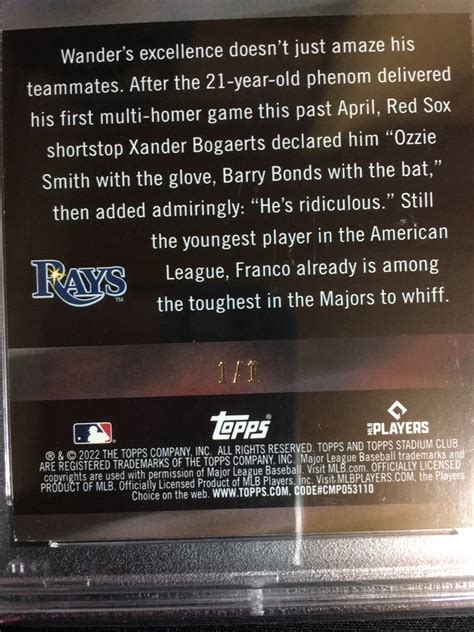 Wander's excellence doesn't just amaze his
teammates. After the 21-year-old phenom delivered
his first multi-homer game this past April, Red Sox
shortstop Xander Bogaerts declared him “Ozzie
Smith with the glove, Barry Bonds with the bat,”
then added admiringly: “He's ridiculous.” Still
the youngest player in the American
League, Franco already is among
the toughest in the Majors to whiff.
RAYS
TM
1/1
Topps
MLB PLAYERS
® & © 2022 THE TOPPS COMPANY, INC. ALL RIGHTS RESERVED. TOPPS AND TOPPS STADIUM CLUB
ARE REGISTERED TRADEMARKS OF THE TOPPS COMPANY, INC. Major League Baseball trademarks and
copyrights are used with permission of Major League Baseball. Visit MLB.com. OFFICIALLY LICENSED
PRODUCT OF MLB. Officially Licensed Product of MLB Players, Inc. Visit MLBPLAYERS.COM, the Players
Choice on the web. WWW.TOPPS.COM. CODE#CMP053110